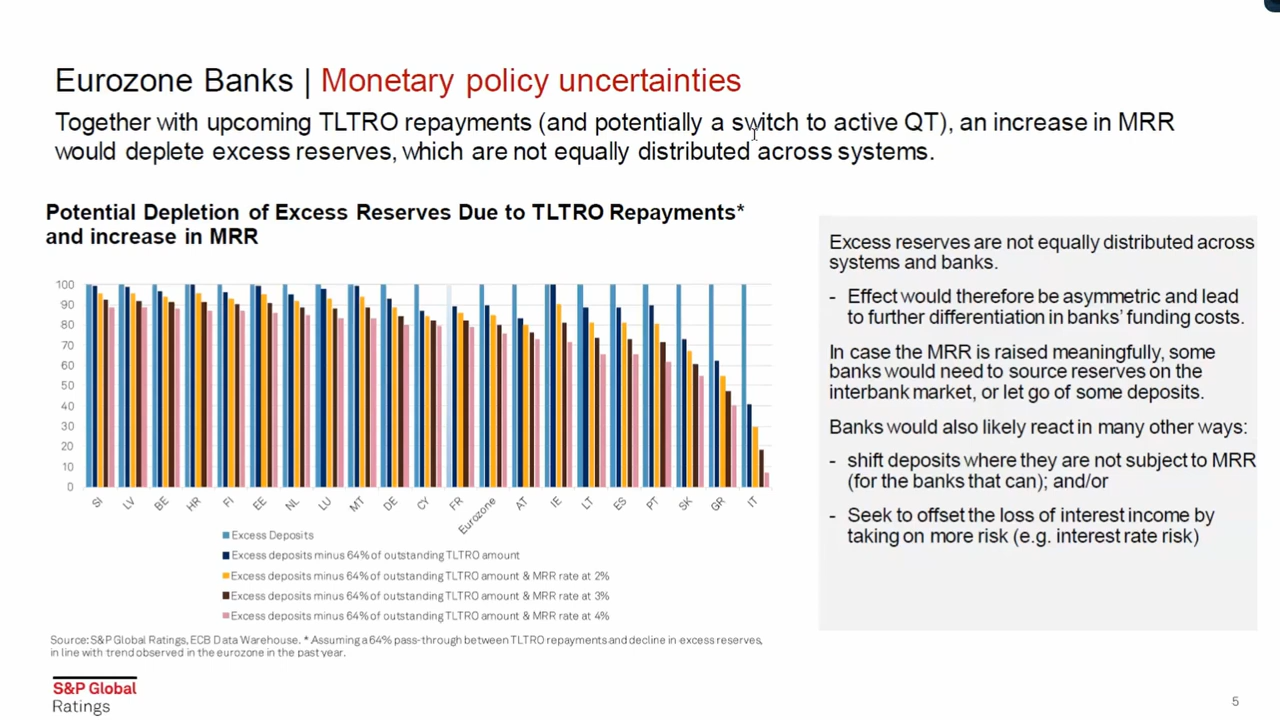 Eurozone Banks | Monetary policy uncertainties
Together with upcoming TLTRO repayments (and potentially a switch to active QT), an increase in MRR
would deplete excess reserves, which are not equally distributed across systems.
Potential Depletion of Excess Reserves Due to TLTRO Repayments*
and increase in MRR
100
90
80
70
60
50
40
30
20
10
0
SI LV BE HR FI EE NL LU MT DE CY FR Eurozone AT IE LT ES PT SK GR IT
Excess Deposits
Excess deposits minus 64% of outstanding TLTRO amount
Excess deposits minus 64% of outstanding TLTRO amount & MRR rate at 2%
Excess deposits minus 64% of outstanding TLTRO amount & MRR rate at 3%
Excess deposits minus 64% of outstanding TLTRO amount & MRR rate at 4%
Source: S&P Global Ratings, ECB Data Warehouse. * Assuming a 64% pass-through between TLTRO repayments and decline in excess reserves,
in line with trend observed in the eurozone in the past year.
Excess reserves are not equally distributed across
systems and banks.
- Effect would therefore be asymmetric and lead
to further differentiation in banks' funding costs.
In case the MRR is raised meaningfully, some
banks would need to source reserves on the
interbank market, or let go of some deposits.
Banks would also likely react in many other ways:
- shift deposits where they are not subject to MRR
(for the banks that can); and/or
- Seek to offset the loss of interest income by
taking on more risk (e.g. interest rate risk)
S&P Global
Ratings
5